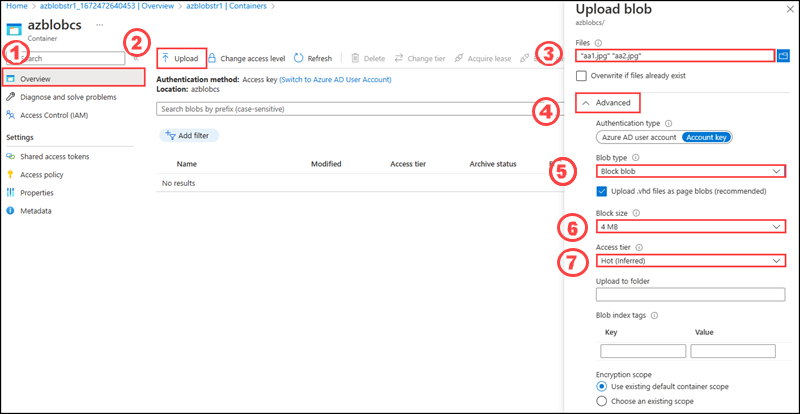 Home > azblobstr1_1672472640453 | Overview > azblobstr1 | Containers >
azblobcs
Container
...
1
Search
Overview
Diagnose and solve problems
Access Control (IAM)
Settings
Shared access tokens
Access policy
Properties
Metadata
2
Upload Change access level Refresh Delete Change tier Acquire lease
Authentication method: Access key (Switch to Azure AD User Account)
Location: azblobcs
Search blobs by prefix (case-sensitive)
Add filter
Name Modified Access tier Archive status
No results
Upload blob
azblobcs/
3
Files
"aa1.jpg" "aa2.jpg"
Overwrite if files already exist
4
Advanced
Authentication type
Azure AD user account Account key
Blob type
5
Block blob
Upload .vhd files as page blobs (recommended)
Block size
6
4 MB
Access tier
7
Hot (Inferred)
Upload to folder
Blob index tags
Key Value
Encryption scope
Use existing default container scope
Choose an existing scope